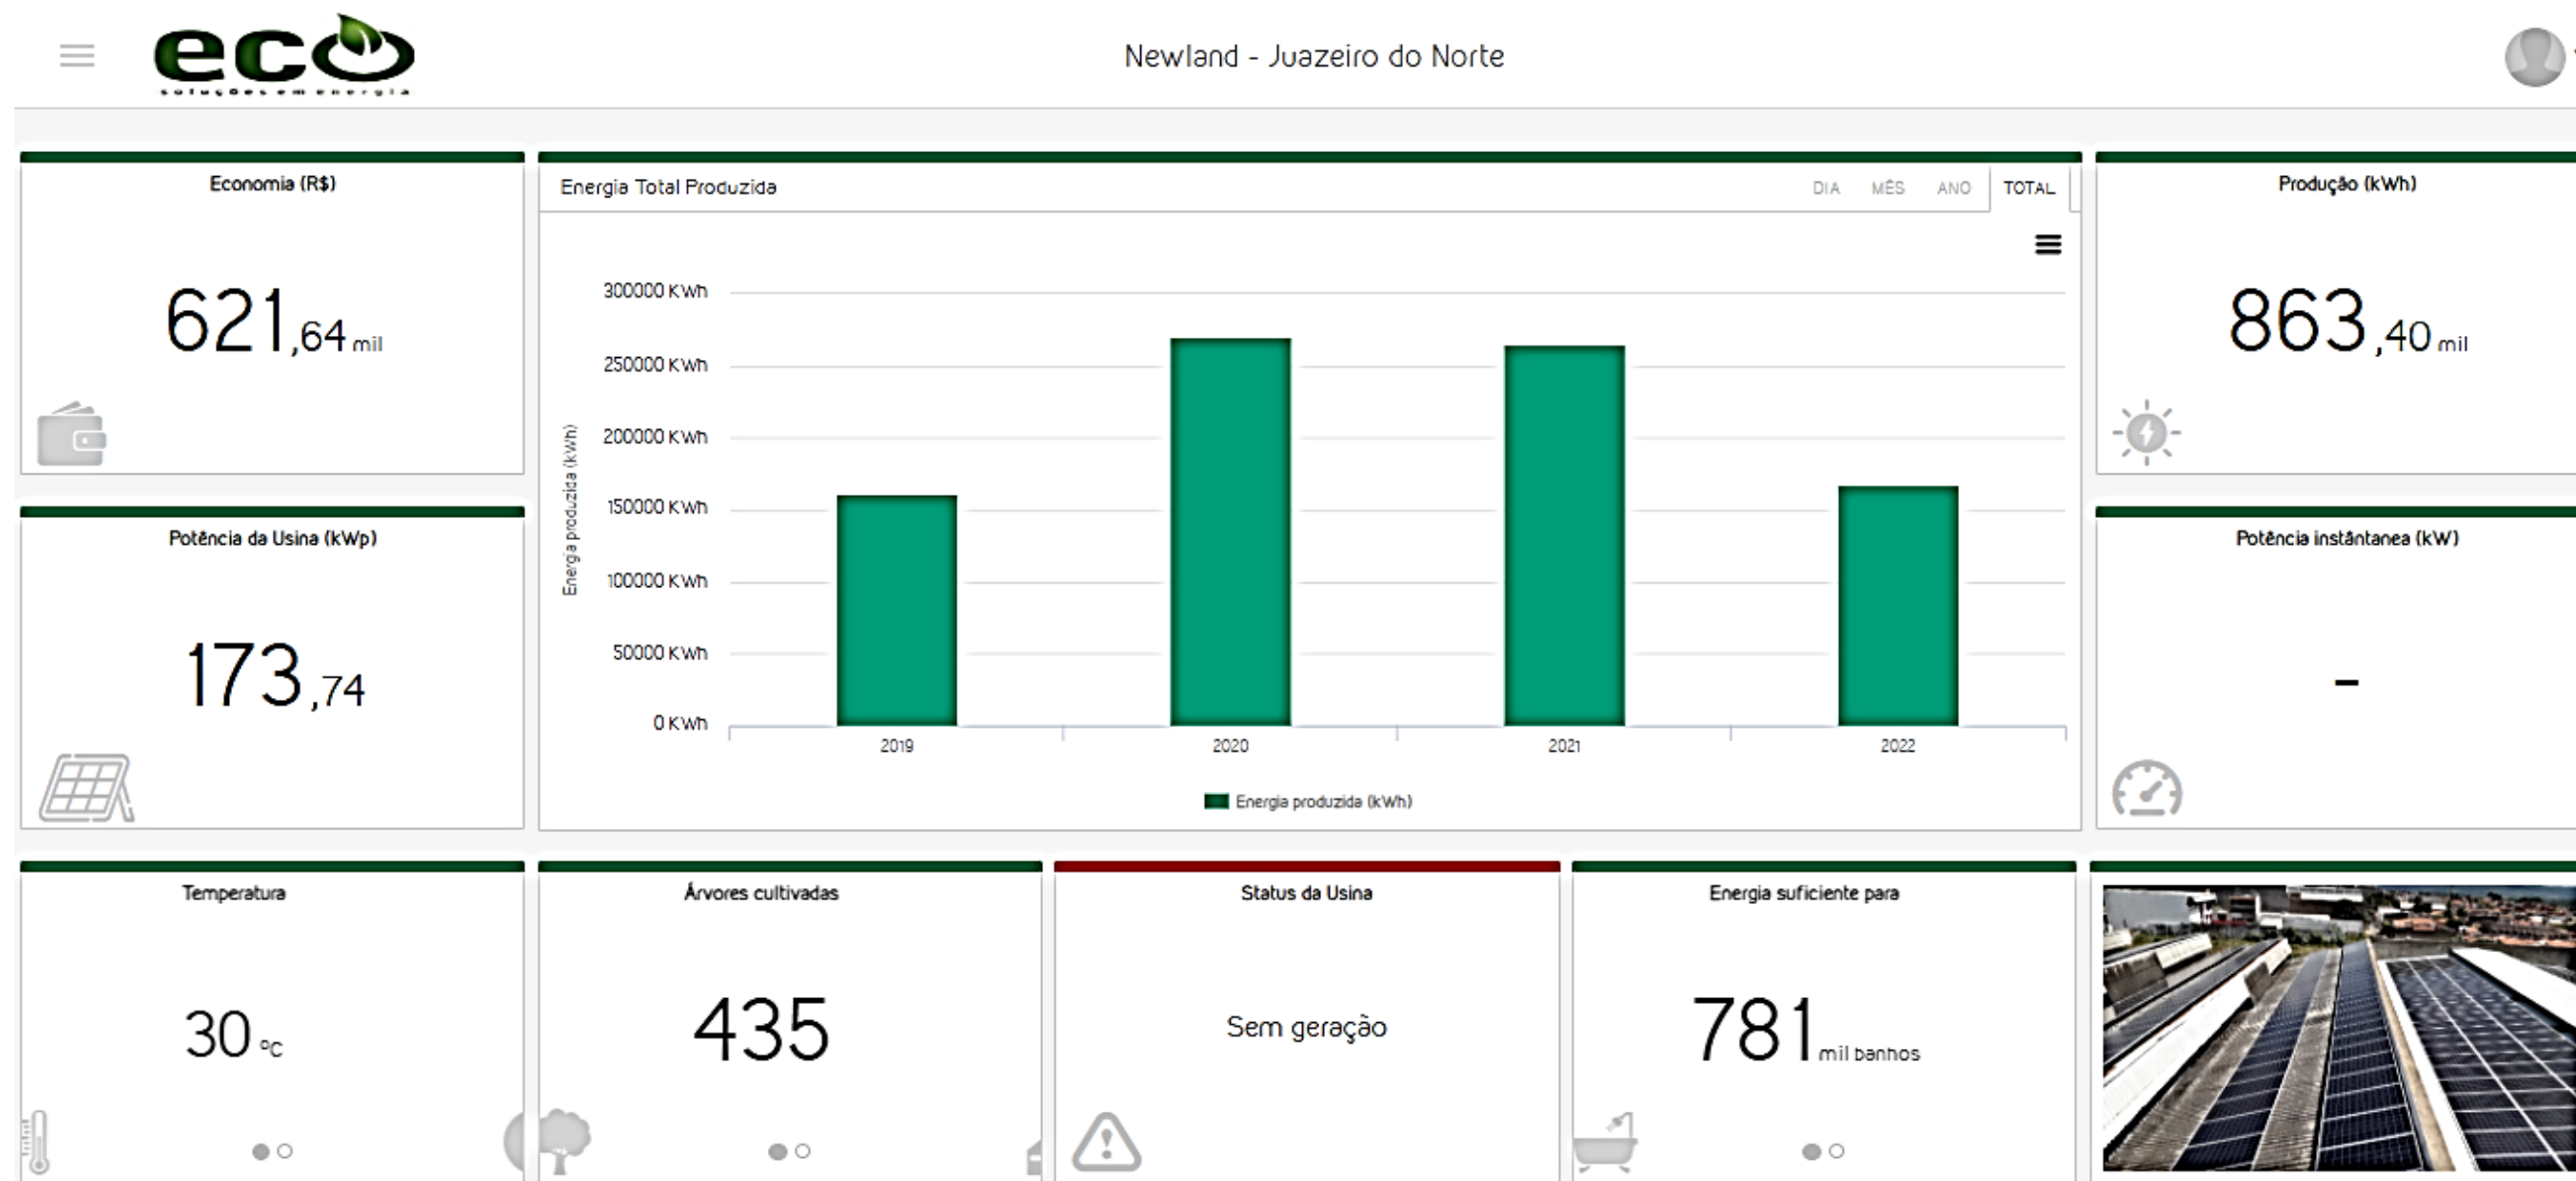 eco
soluções em energia
Newland - Juazeiro do Norte
Economia (R$)
621,64 mil
Energia Total Produzida
DIA MÊS ANO TOTAL
300000 KWh
250000 KWh
200000 KWh
150000 KWh
100000 KWh
50000 KWh
0 KWh
Energia produzida (kWh)
2019 2020 2021 2022
Energia produzida (kWh)
Produção (kWh)
863,40 mil
Potência da Usina (kWp)
173,74
Potência instântanea (kW)
-
Temperatura
30 ºC
Árvores cultivadas
435
Status da Usina
Sem geração
Energia suficiente para
781 mil banhos